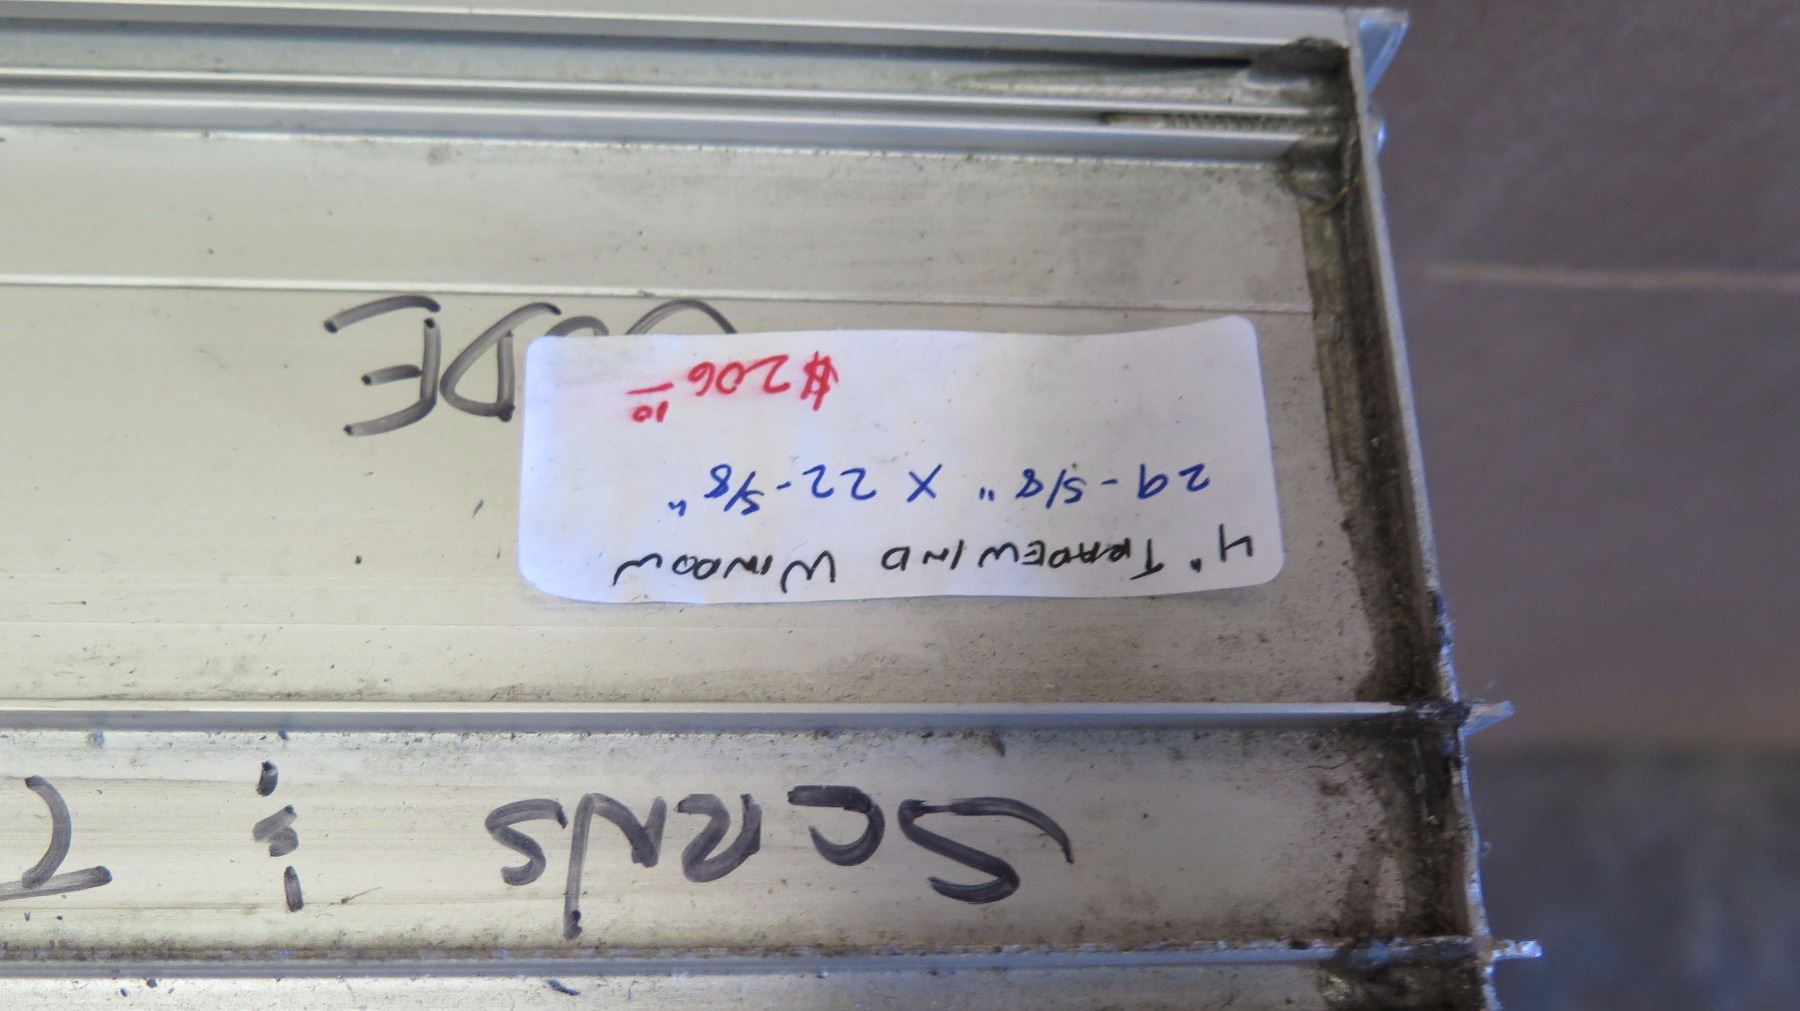 SCRNS
4" TRADEWIND WINDOW
29-5/8" X 22-5/8"
$206 10